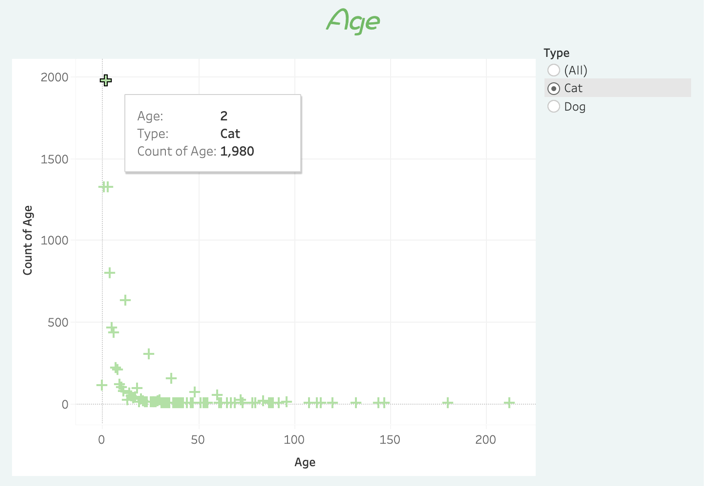 Age
Type
(All)
Cat
Dog
2000
1500
1000
500
0
Count of Age
Age: 2
Type: Cat
Count of Age: 1,980
0 50 100 150 200
Age